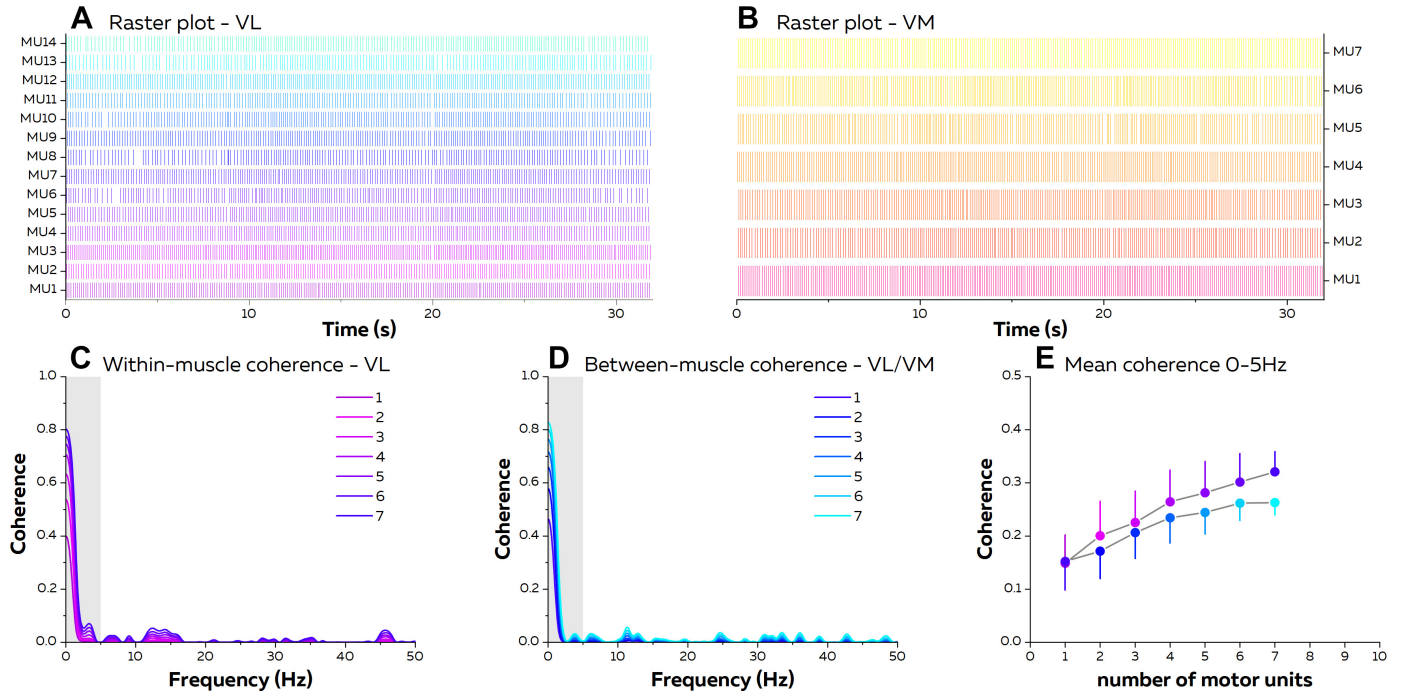 A Raster plot - VL
MU14
MU13
MU12
MU11
MU10
MU9
MU8
MU7
MU6
MU5
MU4
MU3
MU2
MU1
0 10 20 30
Time (s)
B Raster plot - VM
MU7
MU6
MU5
MU4
MU3
MU2
MU1
0 10 20 30
Time (s)
C Within-muscle coherence - VL
Coherence
1.0
0.8
0.6
0.4
0.2
0.0
0 10 20 30 40 50
Frequency (Hz)
1
2
3
4
5
6
7
D Between-muscle coherence - VL/VM
Coherence
1.0
0.8
0.6
0.4
0.2
0.0
0 10 20 30 40 50
Frequency (Hz)
1
2
3
4
5
6
7
E Mean coherence 0-5Hz
Coherence
0.5
0.4
0.3
0.2
0.1
0.0
0 1 2 3 4 5 6 7 8 9 10
number of motor units